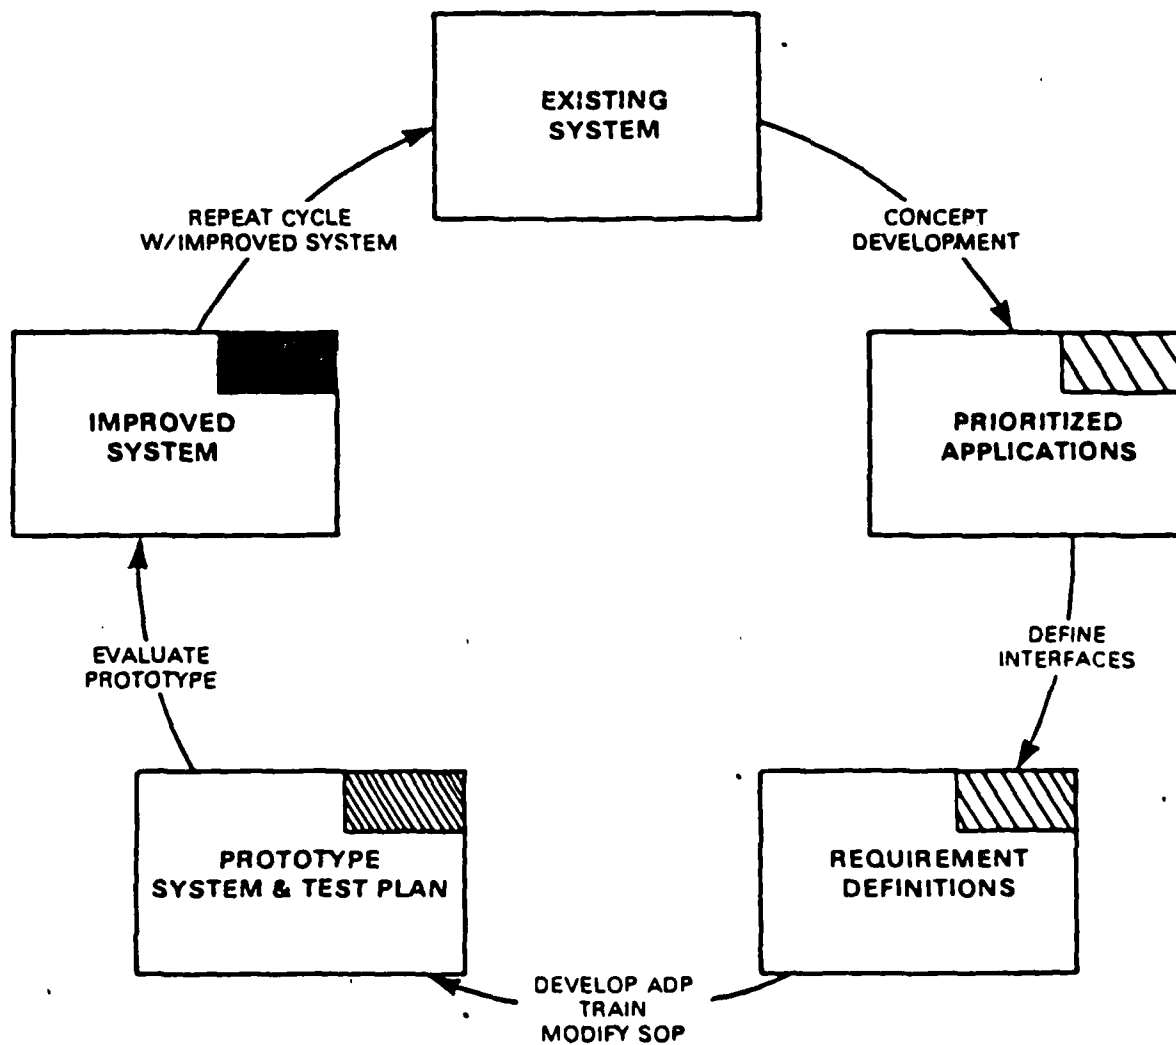 EXISTING
SYSTEM
REPEAT CYCLE
W/IMPROVED SYSTEM
CONCEPT
DEVELOPMENT
IMPROVED
SYSTEM
PRIORITIZED
APPLICATIONS
EVALUATE
PROTOTYPE
DEFINE
INTERFACES
PROTOTYPE
SYSTEM & TEST PLAN
REQUIREMENT
DEFINITIONS
DEVELOP ADP
TRAIN
MODIFY SOP